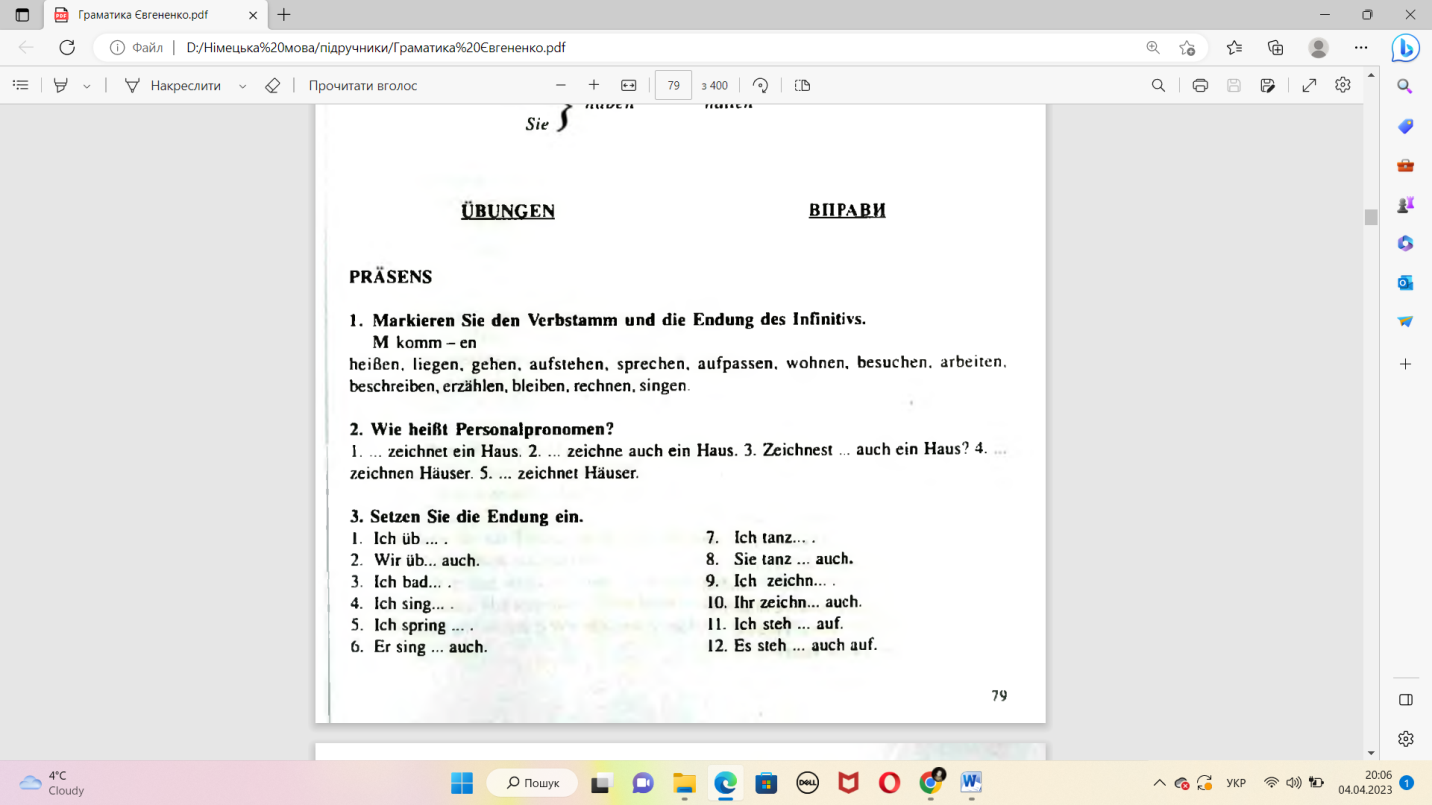 Граматика Євгененко.pdf
Файл
D:/Німецька%20мова/підручники/Граматика%20Євгененко.pdf
Накреслити
Прочитати вголос
79
з 400
Sie
ÜBUNGEN
ВПРАВИ
PRÄSENS
1. Markieren Sie den Verbstamm und die Endung des Infinitivs.
M komm – en
heißen, liegen, gehen, aufstehen, sprechen, aufpassen, wohnen, besuchen, arbeiten,
beschreiben, erzählen, bleiben, rechnen, singen.
2. Wie heißt Personalpronomen?
1. ... zeichnet ein Haus. 2. ... zeichne auch ein Haus. 3. Zeichnest ... auch ein Haus? 4. ...
zeichnen Häuser. 5. ... zeichnet Häuser.
3. Setzen Sie die Endung ein.
1. Ich üb ... .
2. Wir üb... auch.
3. Ich bad... .
4. Ich sing... .
5. Ich spring ... .
6. Er sing ... auch.
7. Ich tanz... .
8. Sie tanz ... auch.
9. Ich zeichn... .
10. Ihr zeichn... auch.
11. Ich steh ... auf.
12. Es steh ... auch auf.
79
4°C
Cloudy
Пошук
DELL
УКР
20:06
04.04.2023
1